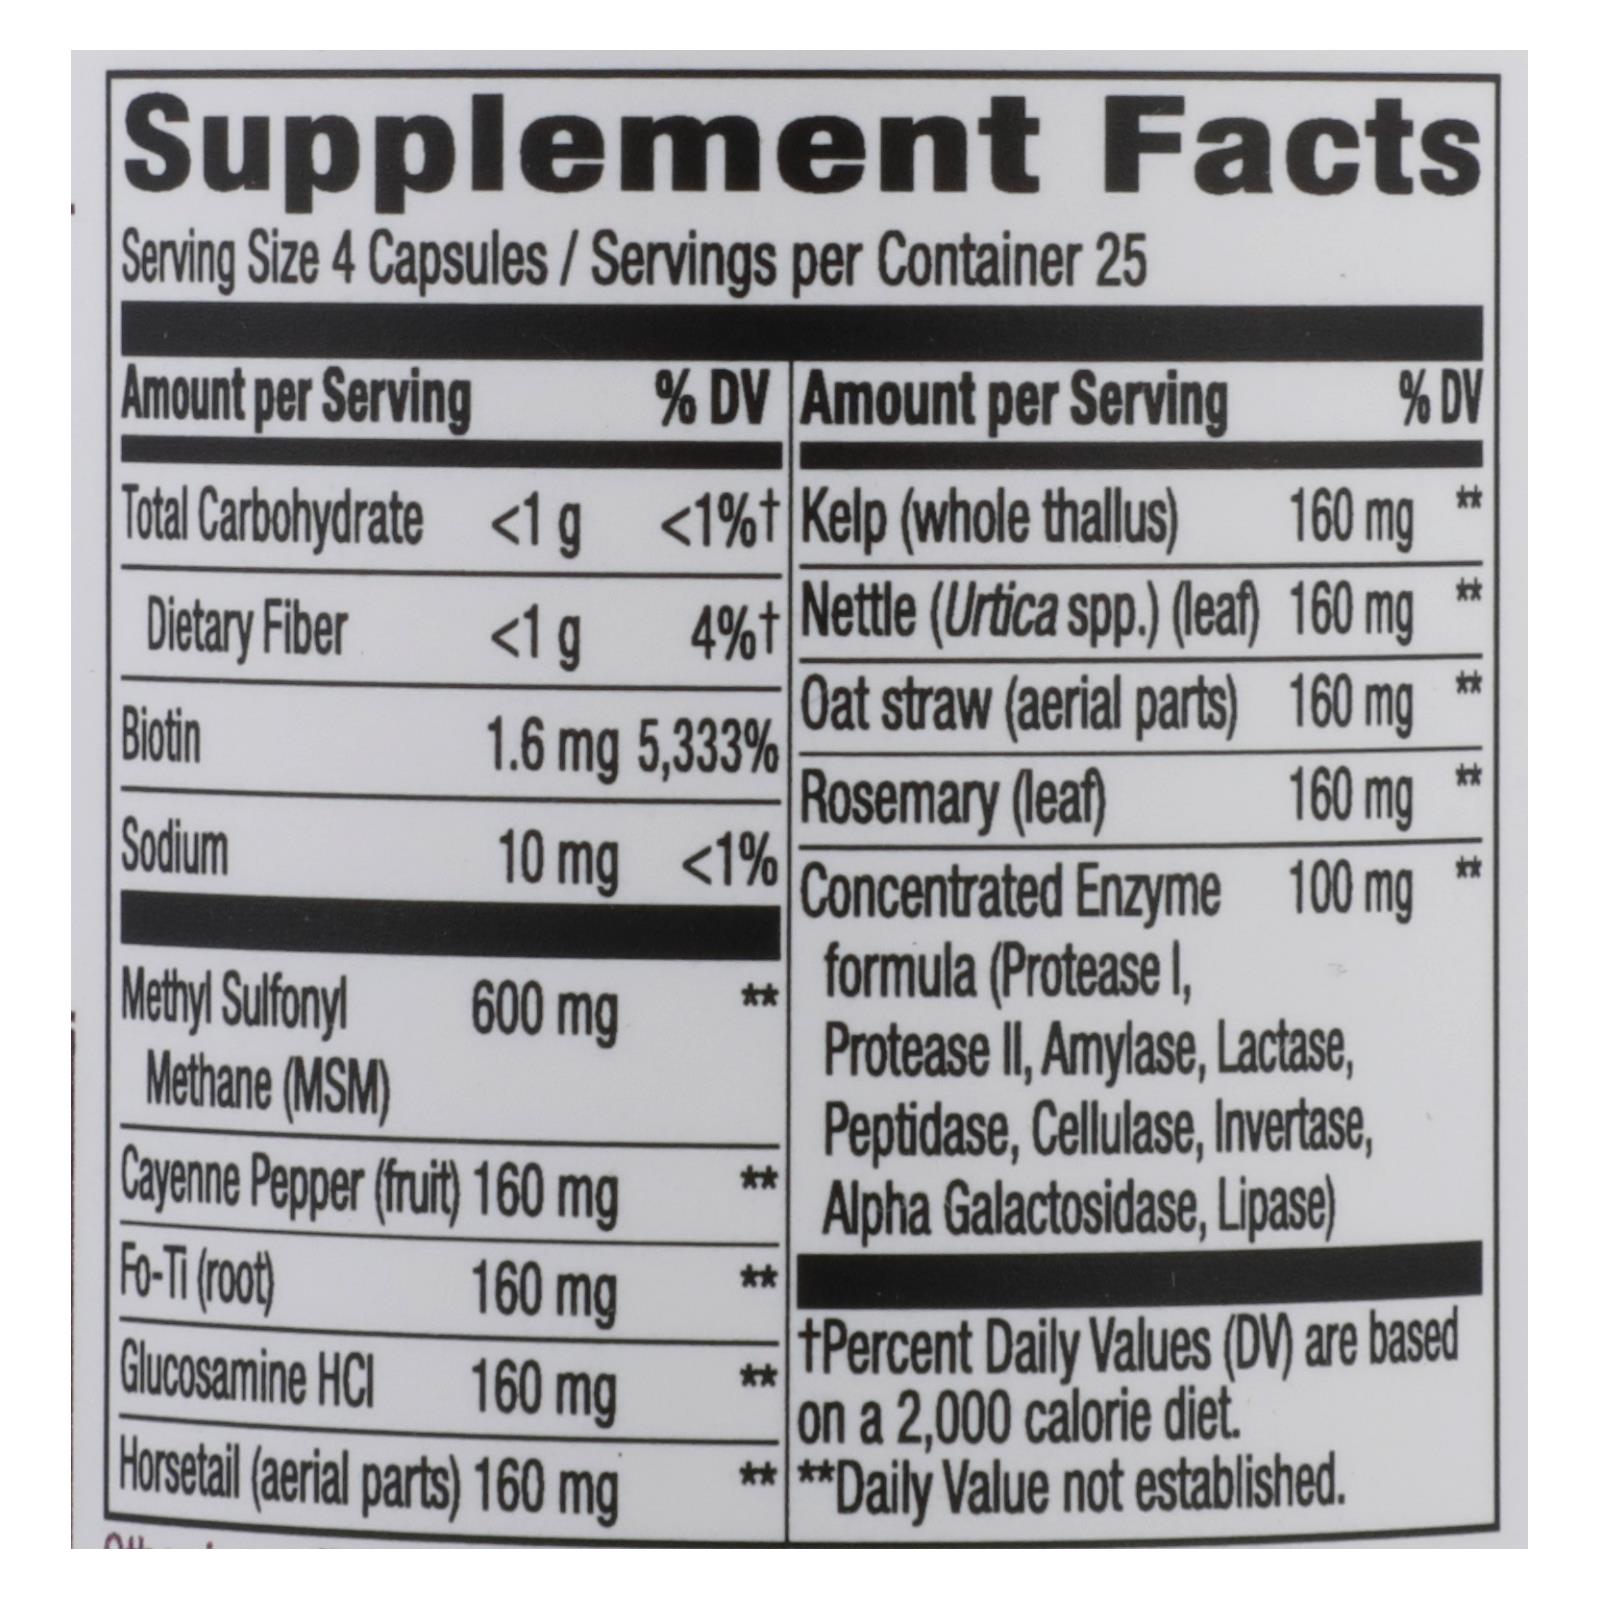 Supplement Facts
Serving Size 4 Capsules / Servings per Container 25
Amount per Serving % DV
Total Carbohydrate <1 g <1%†
Dietary Fiber <1 g 4%†
Biotin 1.6 mg 5,333%
Sodium 10 mg <1%
Methyl Sulfonyl 600 mg **
Methane (MSM)
Cayenne Pepper (fruit) 160 mg **
Fo-Ti (root) 160 mg **
Glucosamine HCl 160 mg **
Horsetail (aerial parts) 160 mg **
Amount per Serving % DV
Kelp (whole thallus) 160 mg **
Nettle (Urtica spp.) (leaf) 160 mg **
Oat straw (aerial parts) 160 mg **
Rosemary (leaf) 160 mg **
Concentrated Enzyme 100 mg **
formula (Protease I,
Protease II, Amylase, Lactase,
Peptidase, Cellulase, Invertase,
Alpha Galactosidase, Lipase)
†Percent Daily Values (DV) are based
on a 2,000 calorie diet.
**Daily Value not established.